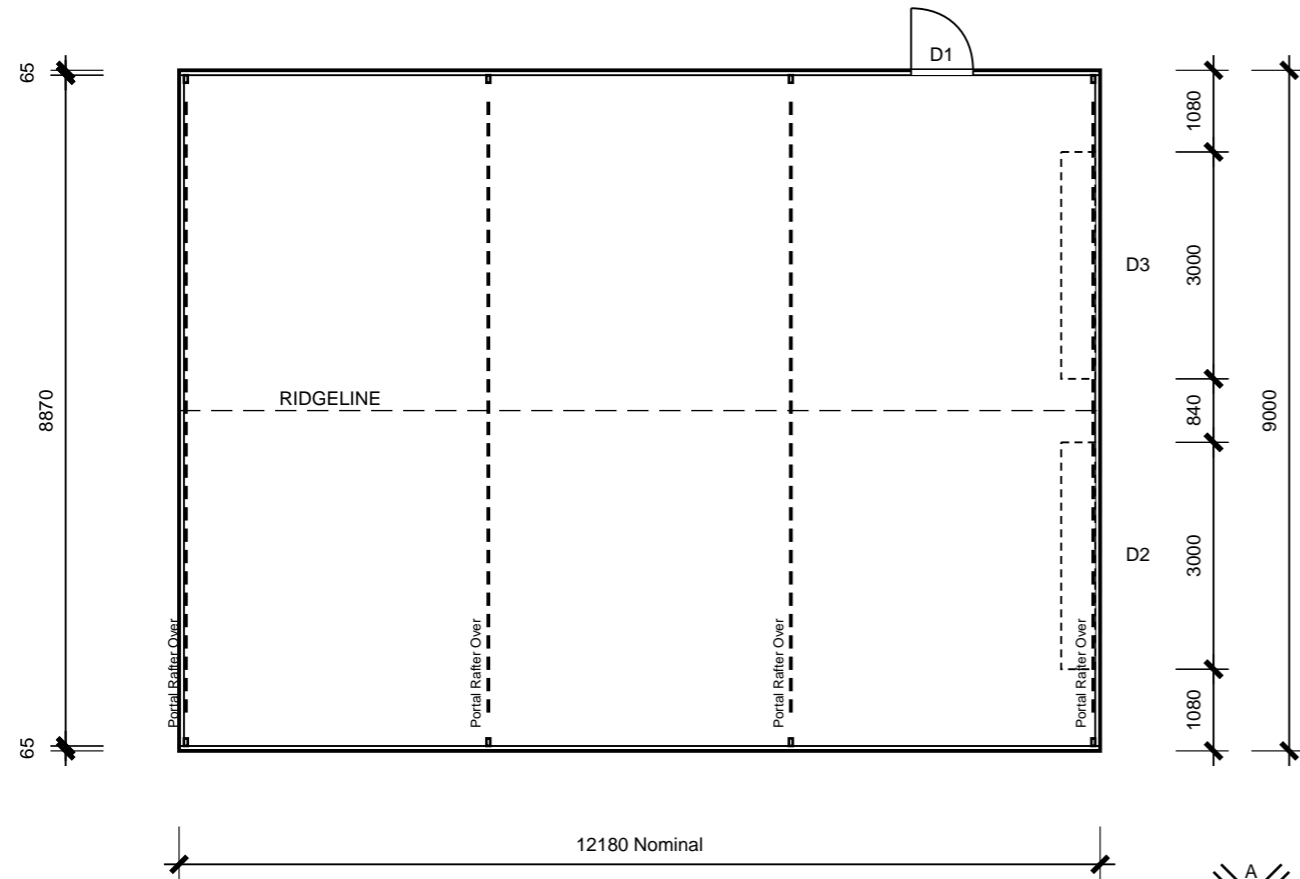 D1
65
1080
D3
3000
RIDGELINE
8870
840
9000
D2
3000
Portal Rafter Over
Portal Rafter Over
Portal Rafter Over
Portal Rafter Over
1080
65
12180 Nominal
A